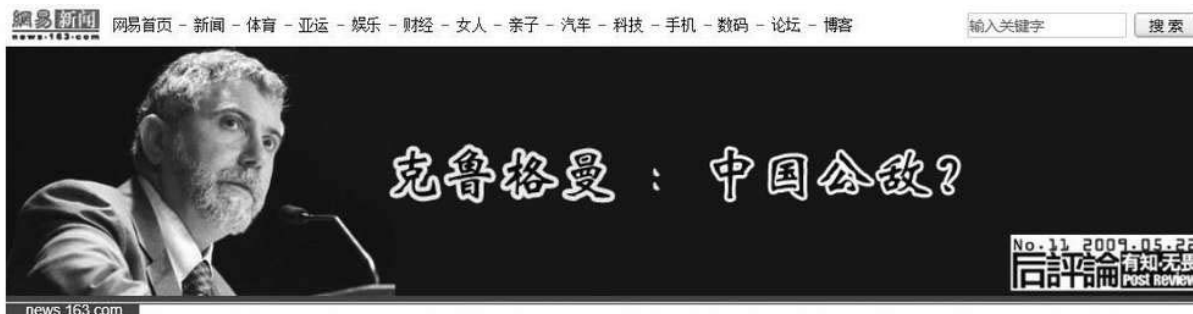 網易新闻 网易首页 - 新闻 - 体育 - 亚运 - 娱乐 - 财经 - 女人 - 亲子 - 汽车 - 科技 - 手机 - 数码 - 论坛 - 博客 输入关键字 搜索
news.163.com
克鲁格曼：中国公敌？
No.11 2009.05.22
后評論 有知·无畏
POST Review
news.163.com